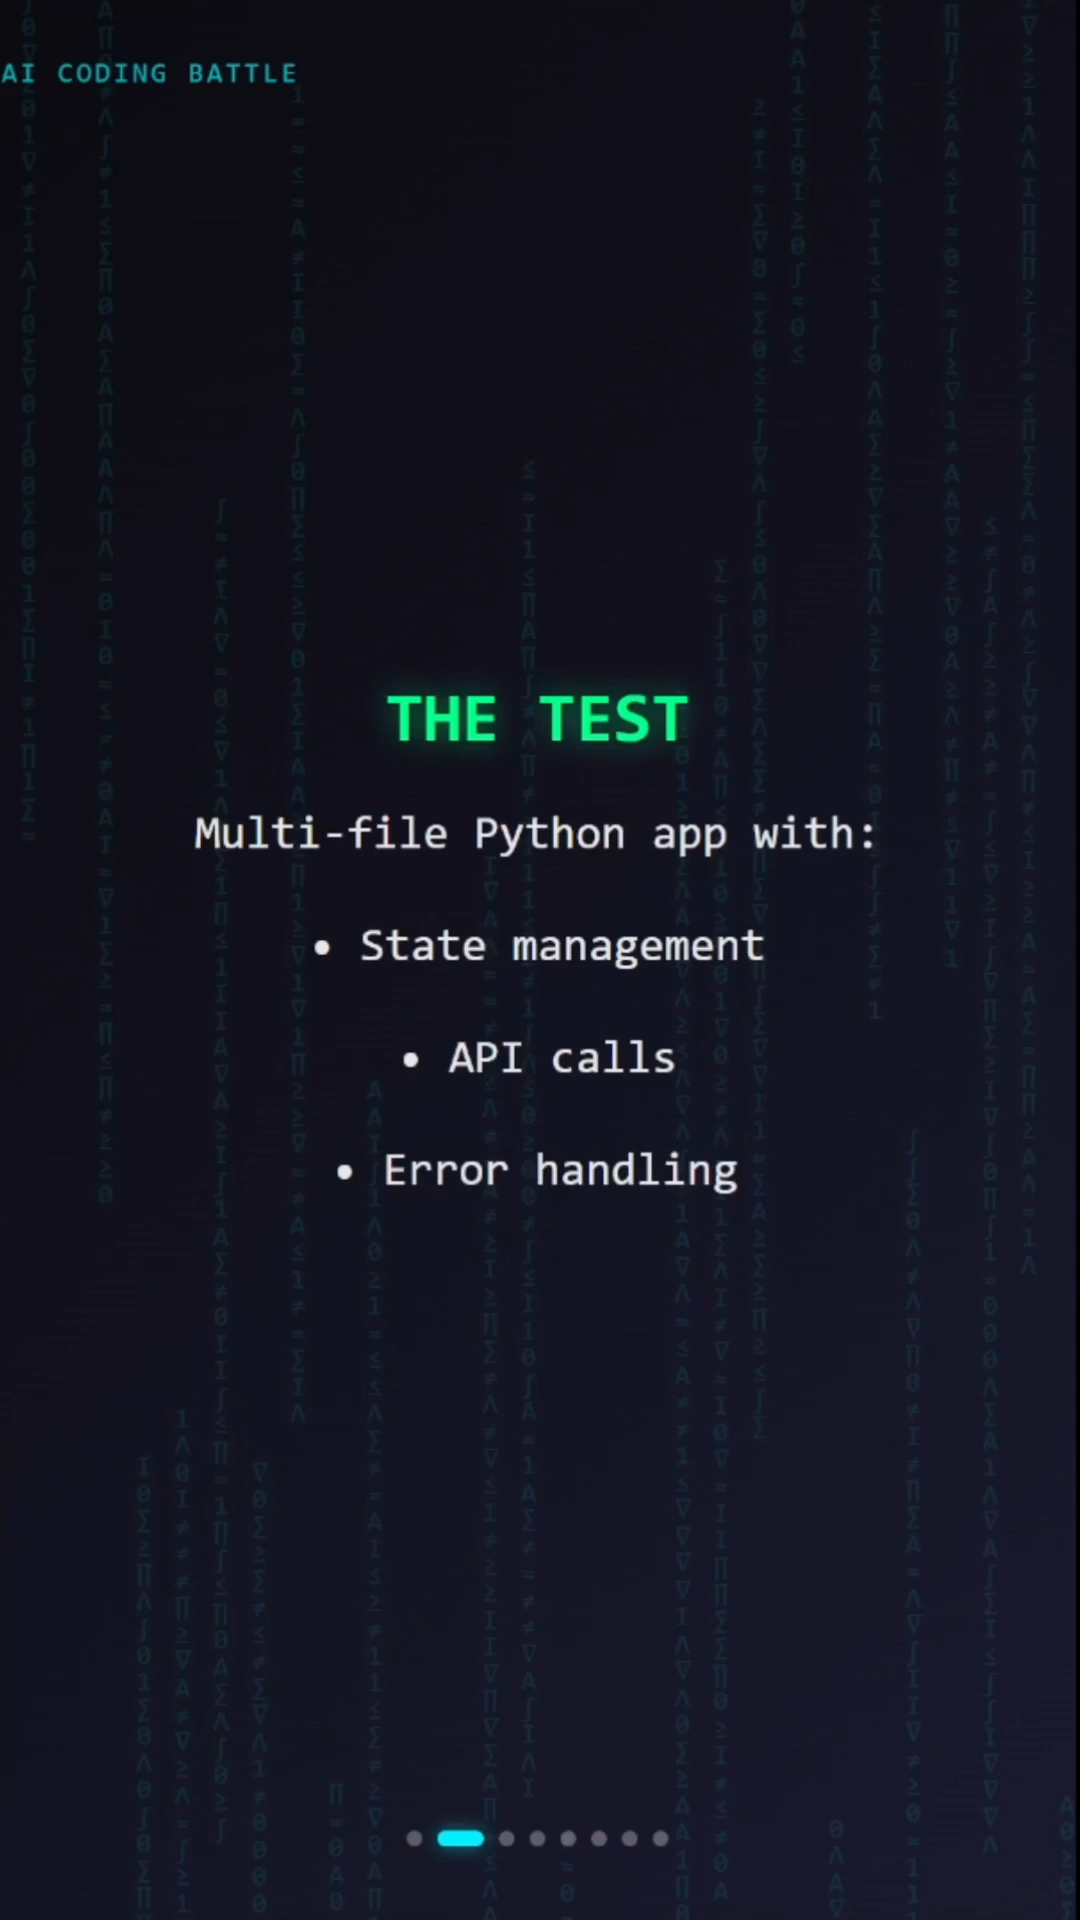 AI CODING BATTLE
THE TEST
Multi-file Python app with:
• State management
• API calls
• Error handling